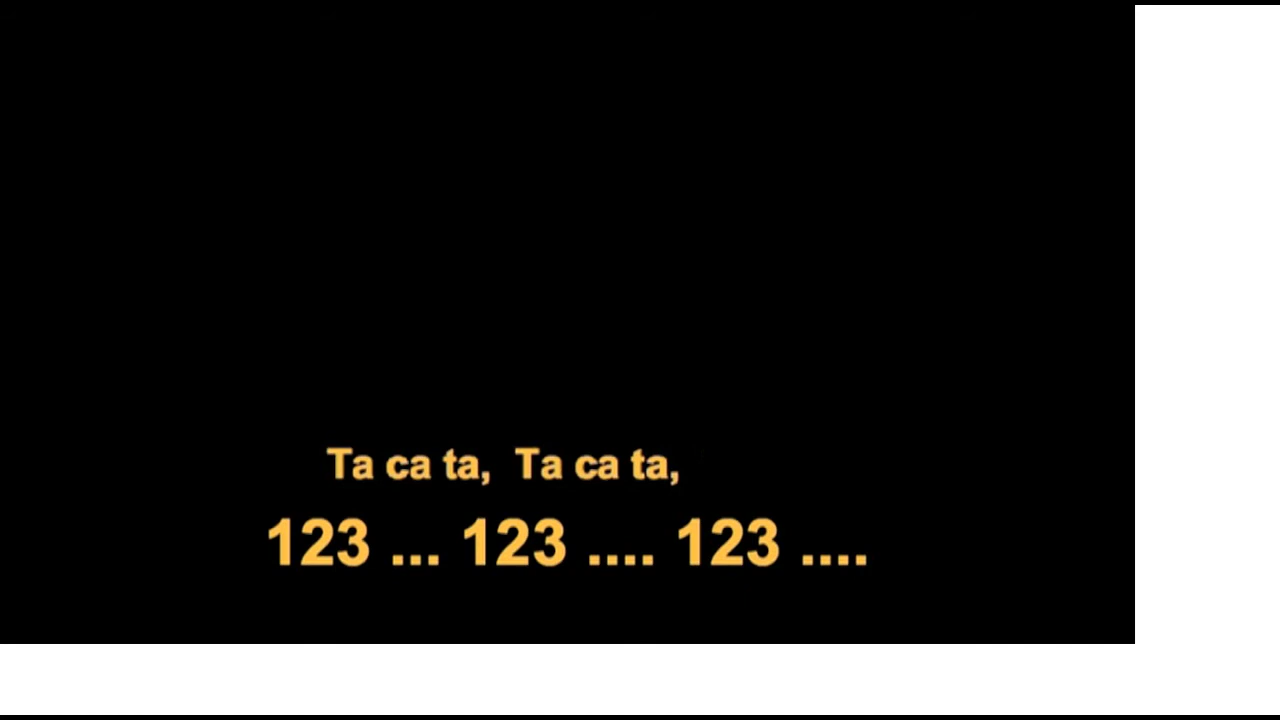 Ta ca ta, Ta ca ta,
123 ... 123 .... 123 ....